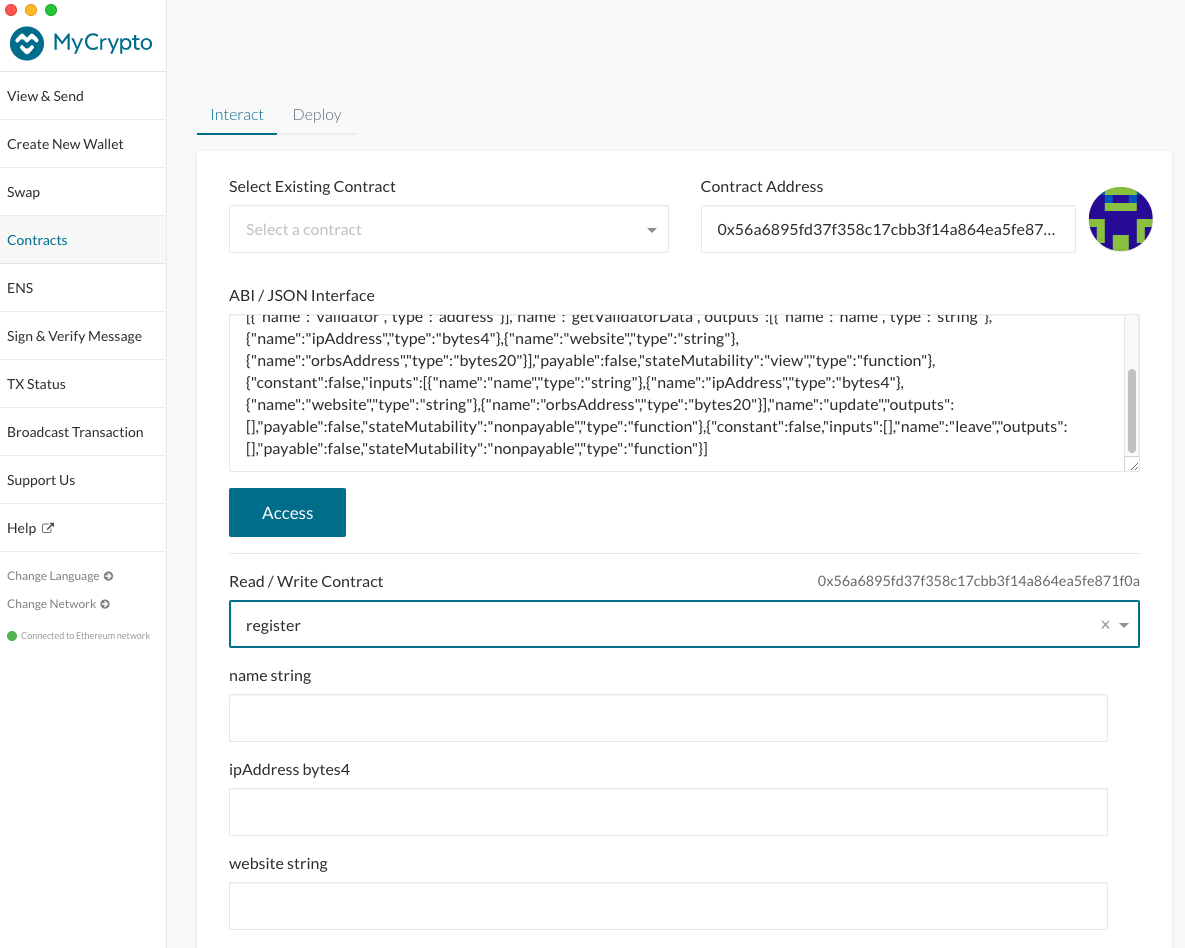 MyCrypto
View & Send
Create New Wallet
Swap
Contracts
ENS
Sign & Verify Message
TX Status
Broadcast Transaction
Support Us
Help
Change Language
Change Network
Connected to Ethereum network
Interact
Deploy
Select Existing Contract
Select a contract
Contract Address
0x56a6895fd37f358c17cbb3f14a864ea5fe87...
ABI / JSON Interface
[{"name":"validator","type":"address"}],"name":"getValidatorData","outputs":[{"name":"name","type":"string"},
{"name":"ipAddress","type":"bytes4"},{"name":"website","type":"string"},
{"name":"orbsAddress","type":"bytes20"}],"payable":false,"stateMutability":"view","type":"function"},
{"constant":false,"inputs":[{"name":"name","type":"string"},{"name":"ipAddress","type":"bytes4"},
{"name":"website","type":"string"},{"name":"orbsAddress","type":"bytes20"}],"name":"update","outputs":
[],"payable":false,"stateMutability":"nonpayable","type":"function"},{"constant":false,"inputs":[],"name":"leave","outputs":
[],"payable":false,"stateMutability":"nonpayable","type":"function"}]
Access
Read / Write Contract
0x56a6895fd37f358c17cbb3f14a864ea5fe871f0a
register
×
name string
ipAddress bytes4
website string